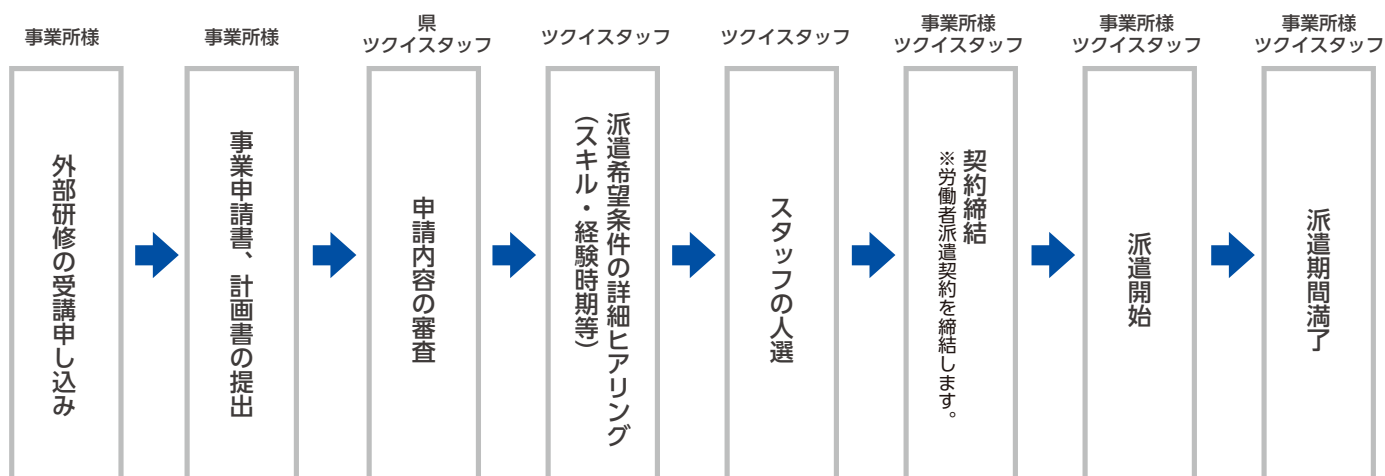 事業所様
外部研修の受講申し込み
事業所様
事業申請書、計画書の提出
県
ツクイスタッフ
申請内容の審査
ツクイスタッフ
派遣希望条件の詳細ヒアリング
(スキル・経験時期等)
ツクイスタッフ
スタッフの人選
事業所様
ツクイスタッフ
契約締結
※労働者派遣契約を締結します。
事業所様
ツクイスタッフ
派遣開始
事業所様
ツクイスタッフ
派遣期間満了